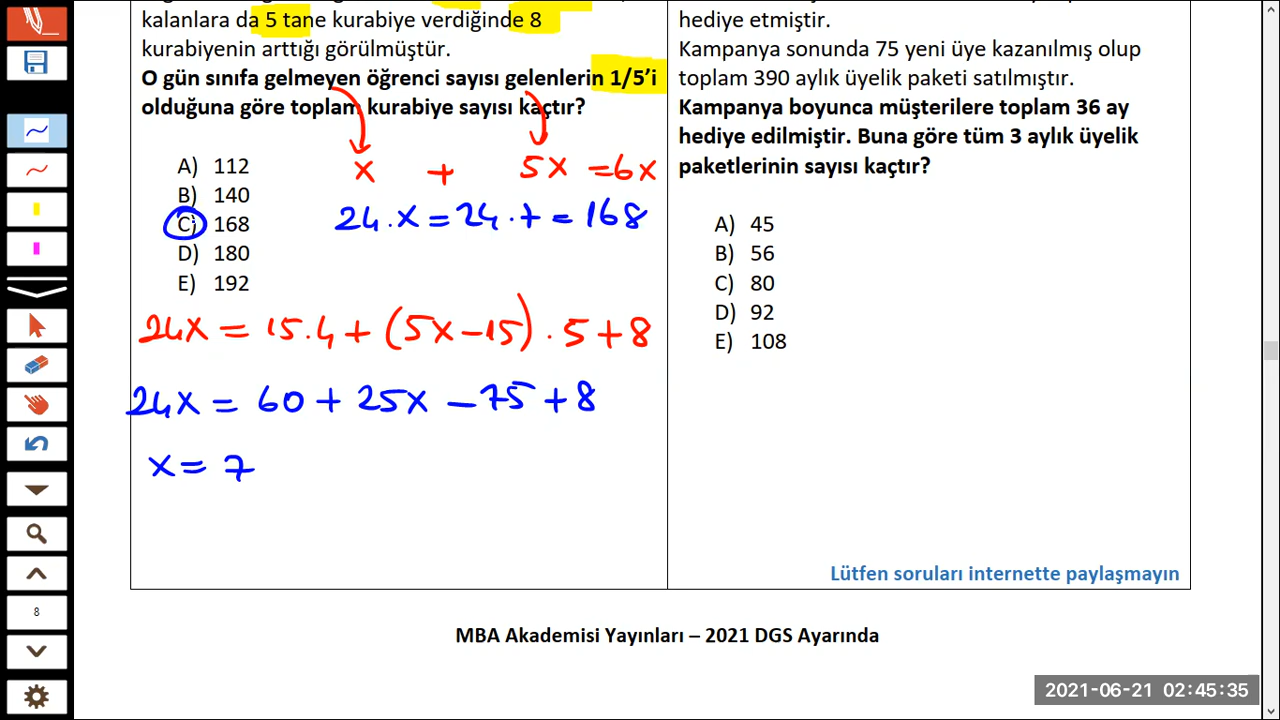 kalanlara da 5 tane kurabiye verdiğinde 8
kurabiyenin arttığı görülmüştür.
O gün sınıfa gelmeyen öğrenci sayısı gelenlerin 1/5’i
olduğuna göre toplam kurabiye sayısı kaçtır?
A) 112
B) 140
C) 168
D) 180
E) 192
x + 5x = 6x
24.x = 24.7 = 168
24x = 15.4 + (5x - 15) . 5 + 8
24x = 60 + 25x - 75 + 8
x = 7
hediye etmiştir.
Kampanya sonunda 75 yeni üye kazanılmış olup
toplam 390 aylık üyelik paketi satılmıştır.
Kampanya boyunca müşterilere toplam 36 ay
hediye edilmiştir. Buna göre tüm 3 aylık üyelik
paketlerinin sayısı kaçtır?
A) 45
B) 56
C) 80
D) 92
E) 108
Lütfen soruları internette paylaşmayın
MBA Akademisi Yayınları – 2021 DGS Ayarında
8
2021-06-21 02:45:35